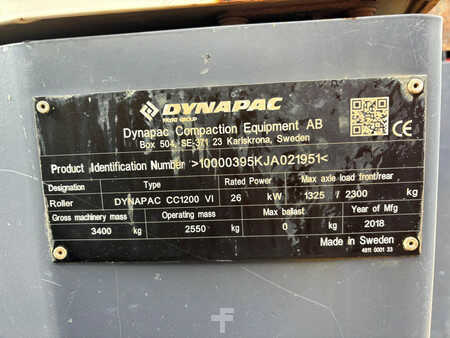 DYNAPAC
FAYAT GROUP
Dynapac Compaction Equipment AB
Box 504, SE-371 23 Karlskrona, Sweden
Product Identification Number >10000395KJA021951<
Designation Type Rated Power Max axle load front/rear
Roller DYNAPAC CC1200 VI 26 kW 1325 / 2300 kg
Gross machinery mass Operating mass Max ballast Year of Mfg
3400 kg 2550 kg 0 kg 2018
Made in Sweden
4811 0001 33